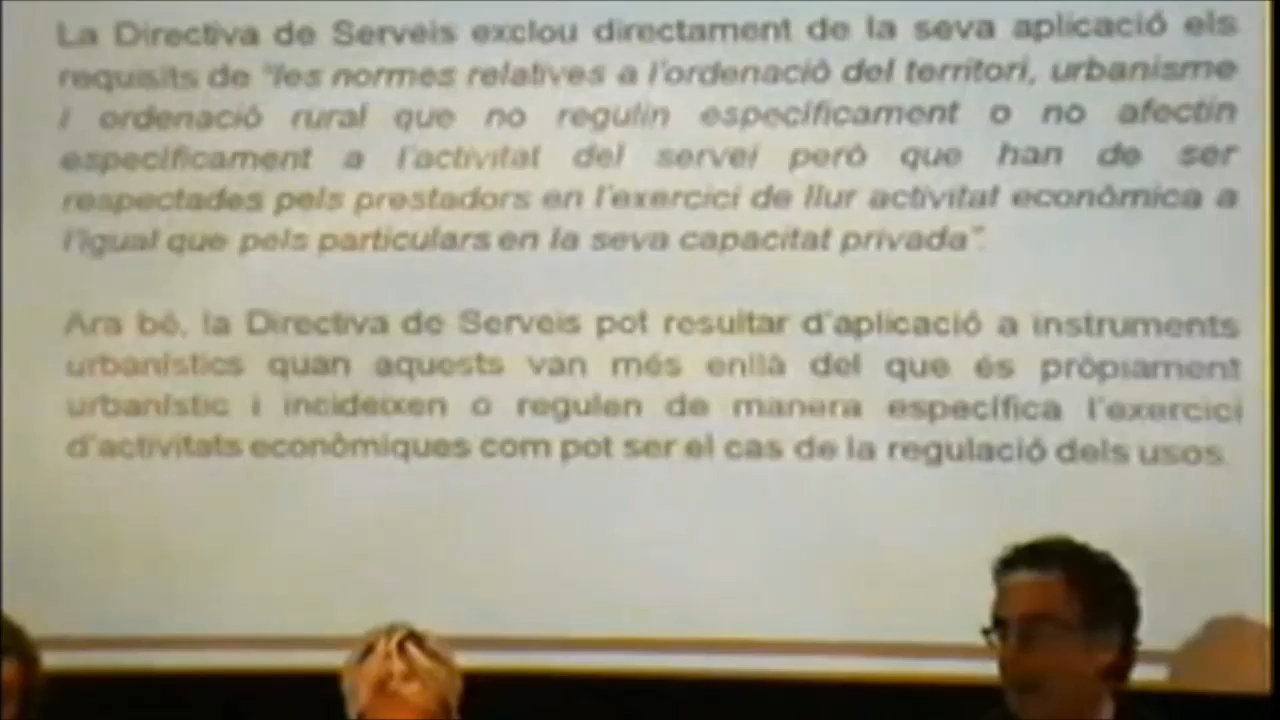 La Directiva de Serveis exclou directament de la seva aplicació els
requisits de "les normes relatives a l'ordenació del territori, urbanisme
i ordenació rural que no regulin específicament o no afectin
específicament a l'activitat del servei però que han de ser
respectades pels prestadors en l'exercici de llur activitat econòmica a
l'igual que pels particulars en la seva capacitat privada".
Ara bé, la Directiva de Serveis pot resultar d'aplicació a instruments
urbanístics quan aquests van més enllà del que és pròpiament
urbanístic i incideixen o regulen de manera específica l'exercici
d'activitats econòmiques com pot ser el cas de la regulació dels usos.